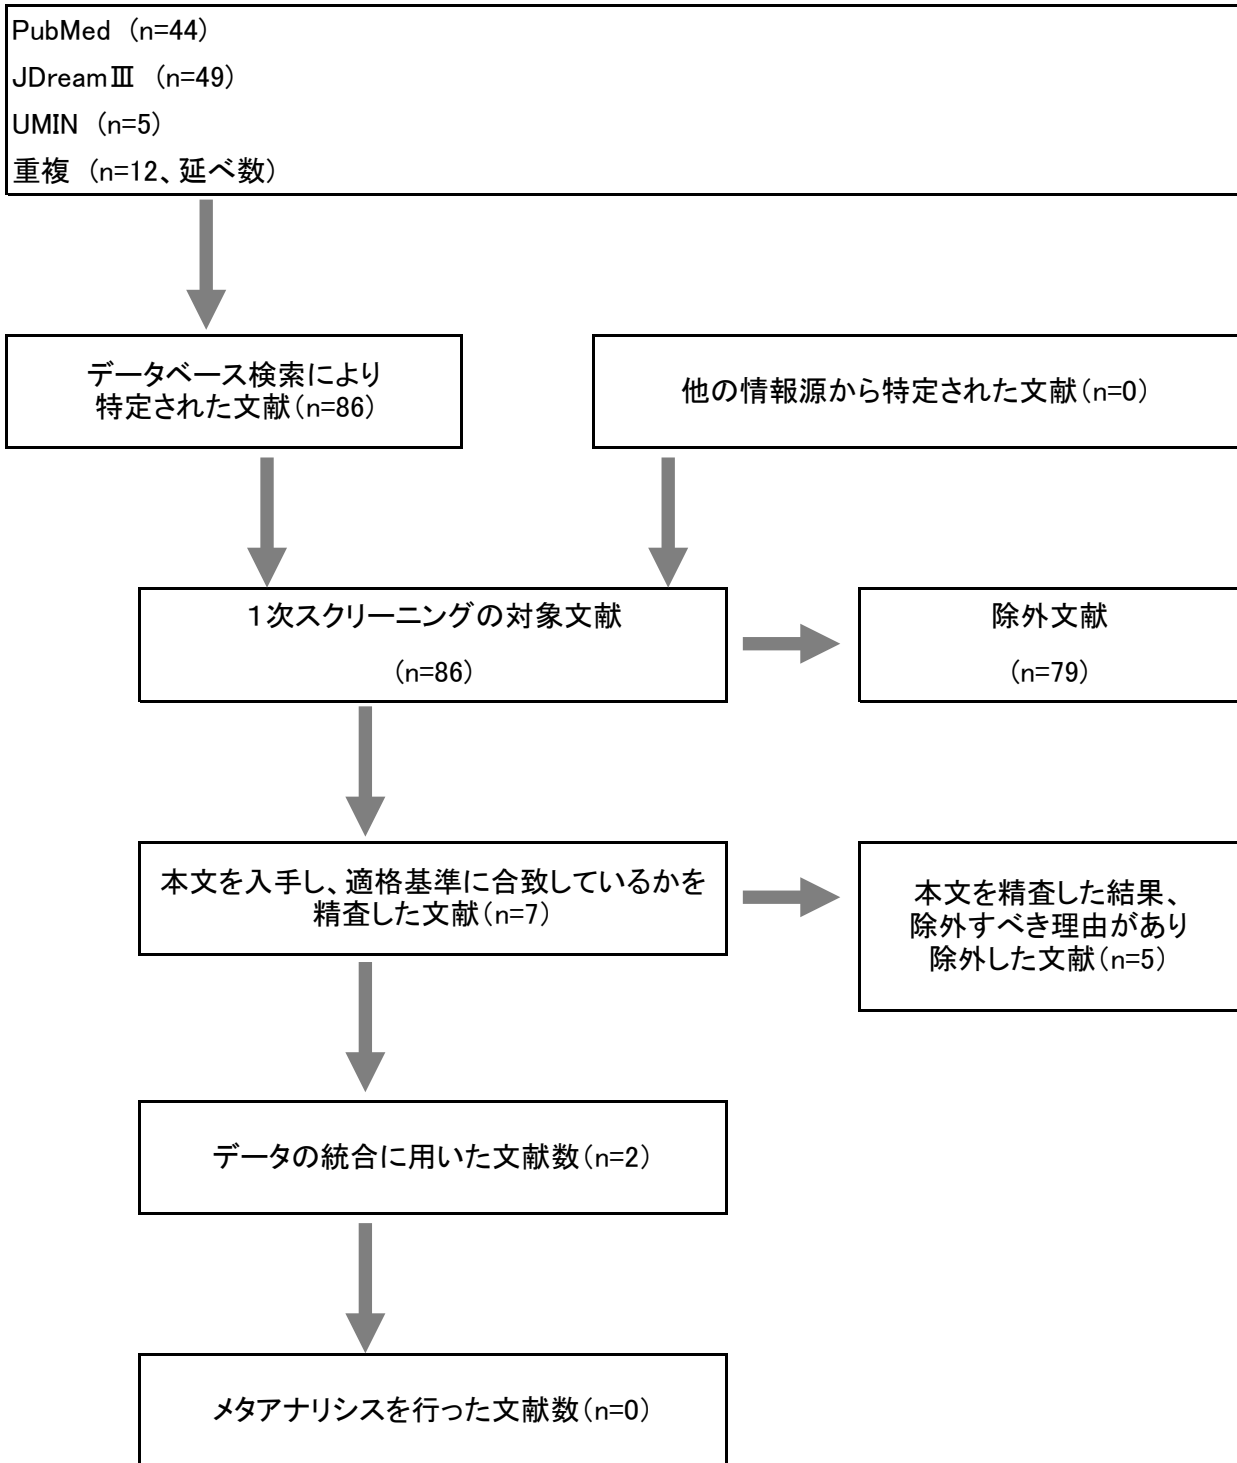 PubMed (n=44)
JDreamⅢ (n=49)
UMIN (n=5)
重複 (n=12、延べ数)
データベース検索により
特定された文献(n=86)
他の情報源から特定された文献(n=0)
1次スクリーニングの対象文献
(n=86)
除外文献
(n=79)
本文を入手し、適格基準に合致しているかを
精査した文献(n=7)
本文を精査した結果、
除外すべき理由があり
除外した文献(n=5)
データの統合に用いた文献数(n=2)
メタアナリシスを行った文献数(n=0)